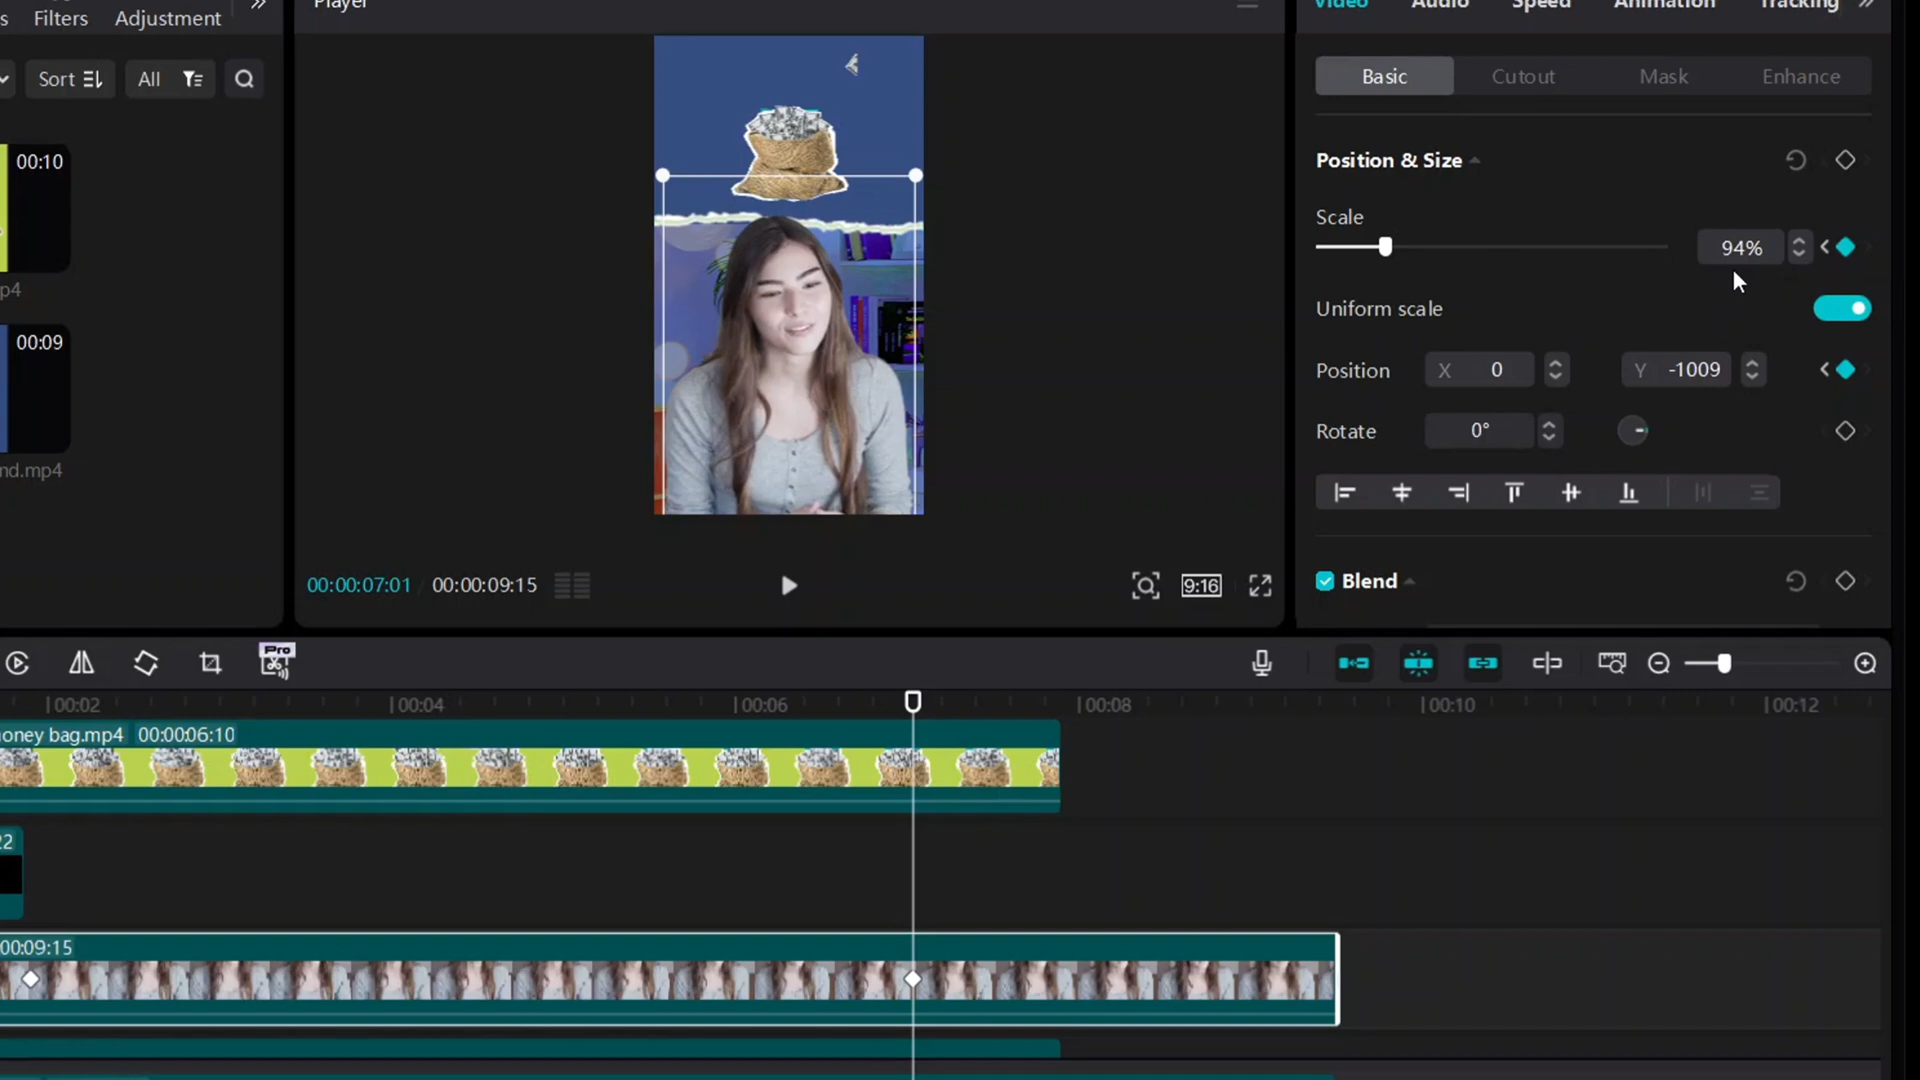 Player
Video Audio Speed Animation Tracking
s Filters Adjustment
Sort All
Basic Cutout Mask Enhance
00:10
p4
00:09
nd.mp4
Position & Size
Scale
94%
Uniform scale
Position X 0 Y -1009
Rotate 0°
Blend
00:00:07:01 00:00:09:15
9:16
Pro
00:02 00:04 00:06 00:08 00:10 00:12
oney bag.mp4 00:00:06:10
22
00:09:15